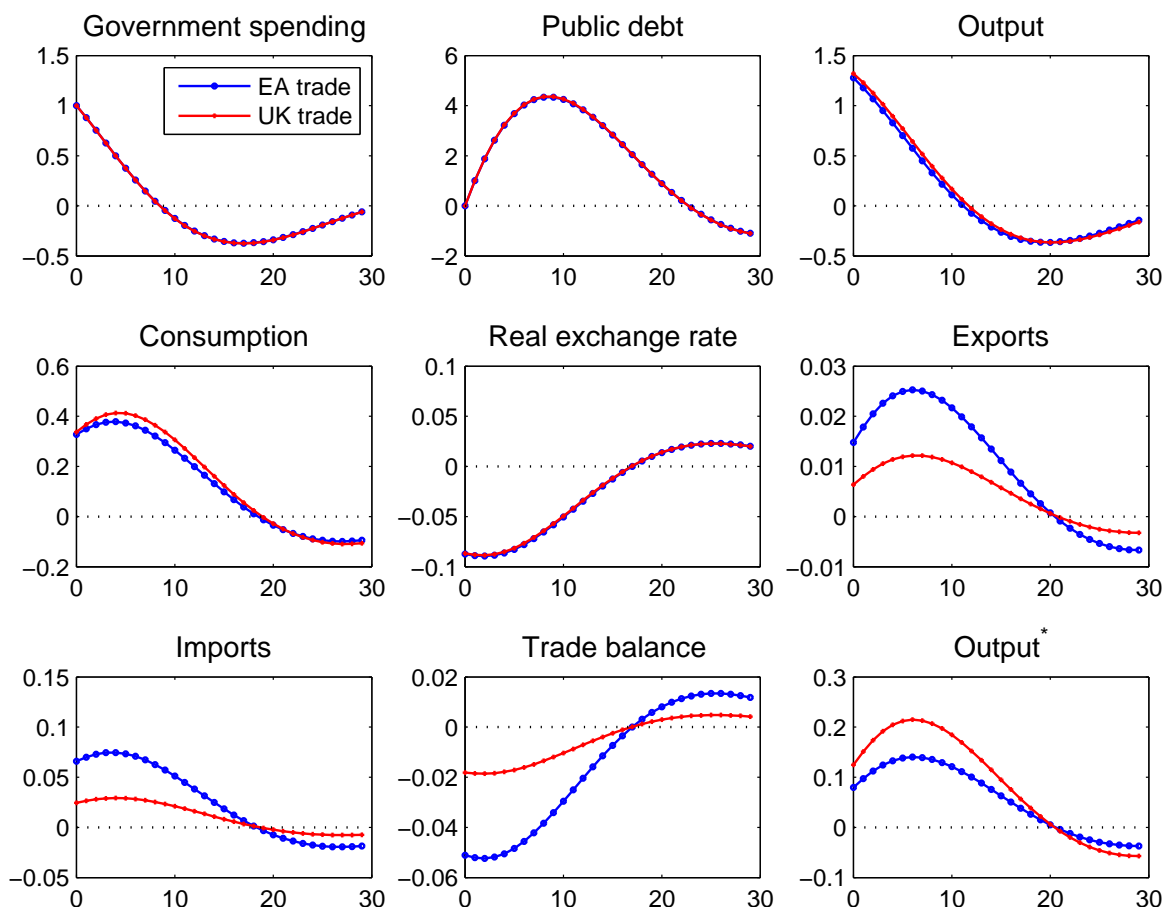 Government spending
Public debt
Output
1.5
1
0.5
0
−0.5
0 10 20 30
EA trade
UK trade
6
4
2
0
−2
0 10 20 30
1.5
1
0.5
0
−0.5
0 10 20 30
Consumption
Real exchange rate
Exports
0.6
0.4
0.2
0
−0.2
0 10 20 30
0.1
0.05
0
−0.05
−0.1
0 10 20 30
0.03
0.02
0.01
0
−0.01
0 10 20 30
Imports
Trade balance
Output*
0.15
0.1
0.05
0
−0.05
0 10 20 30
0.02
0
−0.02
−0.04
−0.06
0 10 20 30
0.3
0.2
0.1
0
−0.1
0 10 20 30